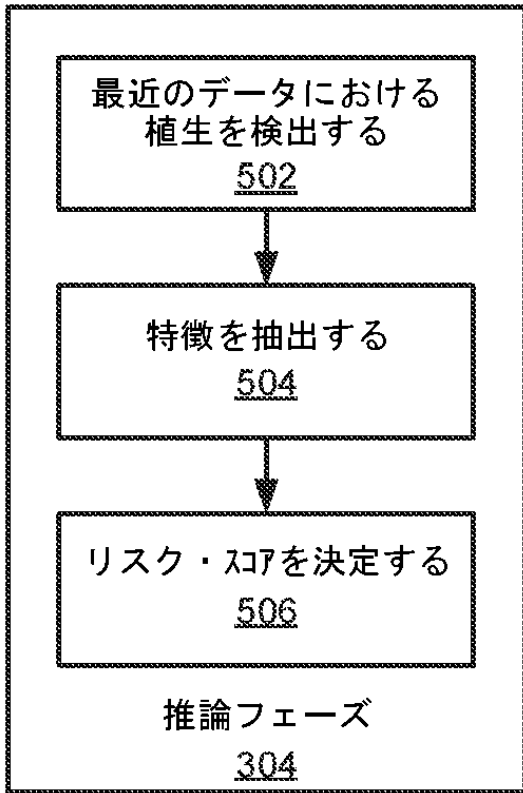 最近のデータにおける
植生を検出する
502
特徴を抽出する
504
リスク・ｽｺｱを決定する
506
推論フェーズ
304